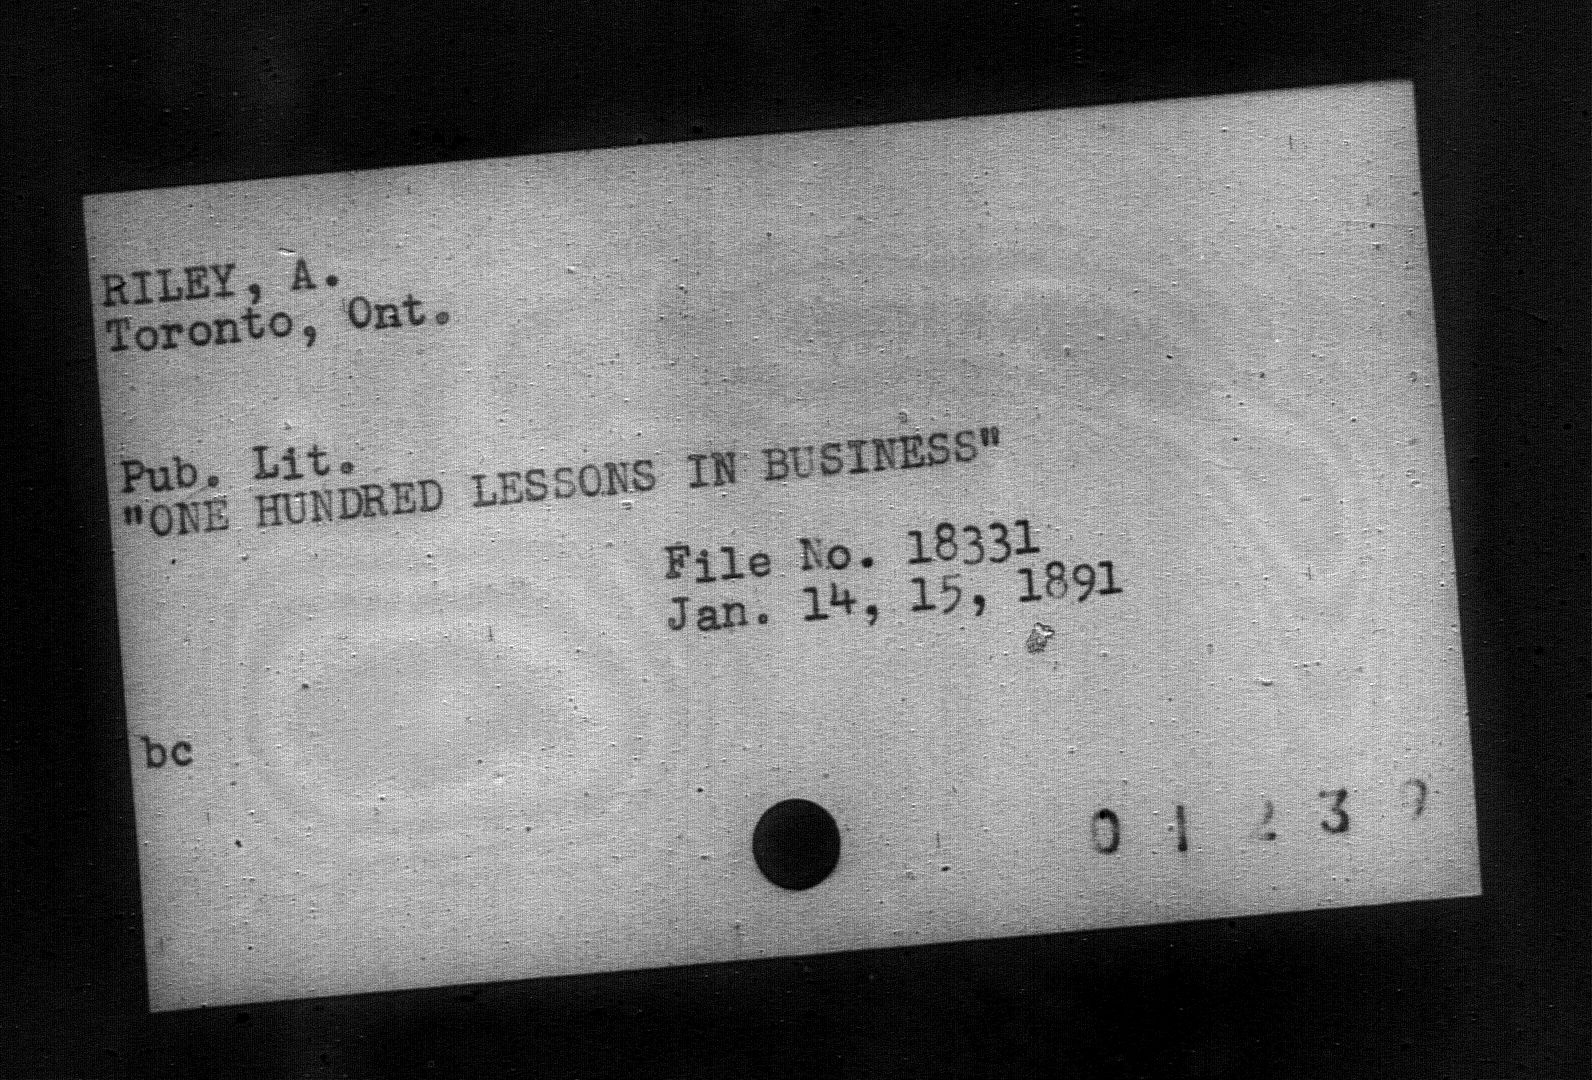 RILEY, A.
Toronto, Ont.
Pub. Lit.
"ONE HUNDRED LESSONS IN BUSINESS"
File No. 18331
Jan. 14, 15, 1891
bc